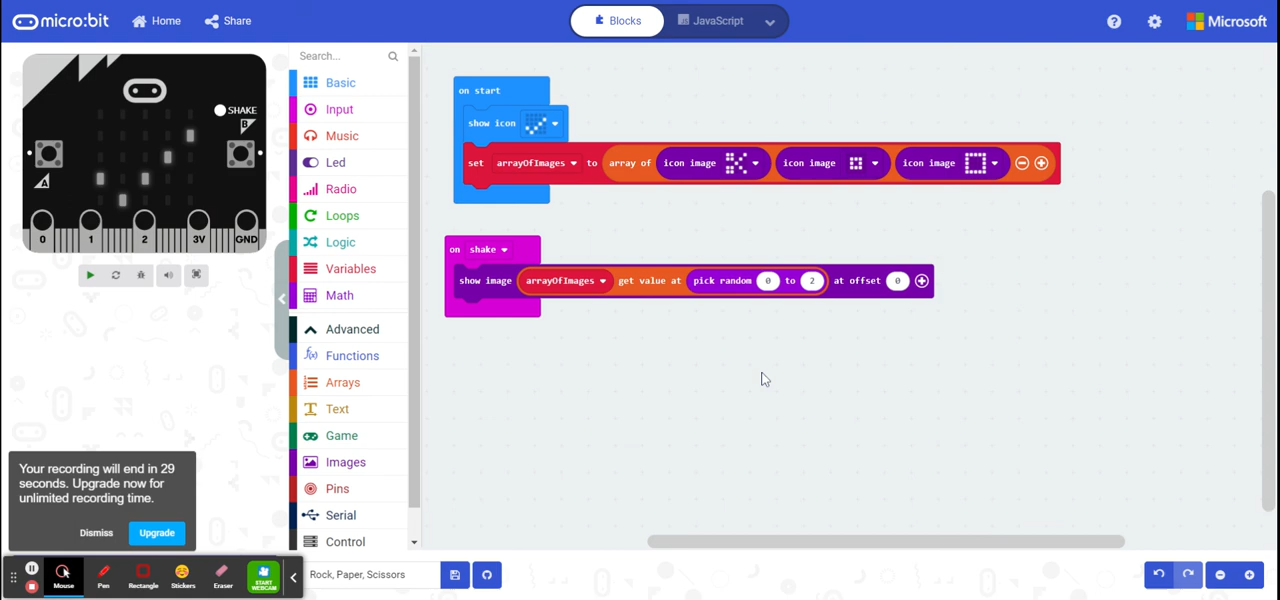 micro:bit Home Share Blocks JavaScript Microsoft
SHAKE
B
A
0 1 2 3V GND
Search...
Basic
Input
Music
Led
Radio
Loops
Logic
Variables
Math
Advanced
Functions
Arrays
Text
Game
Images
Pins
Serial
Control
on start
show icon
set arrayOfImages to array of icon image icon image icon image
on shake
show image arrayOfImages get value at pick random 0 to 2 at offset 0
Your recording will end in 29
seconds. Upgrade now for
unlimited recording time.
Dismiss Upgrade
Mouse Pen Rectangle Stickers Eraser START
WEBCAM
Rock, Paper, Scissors